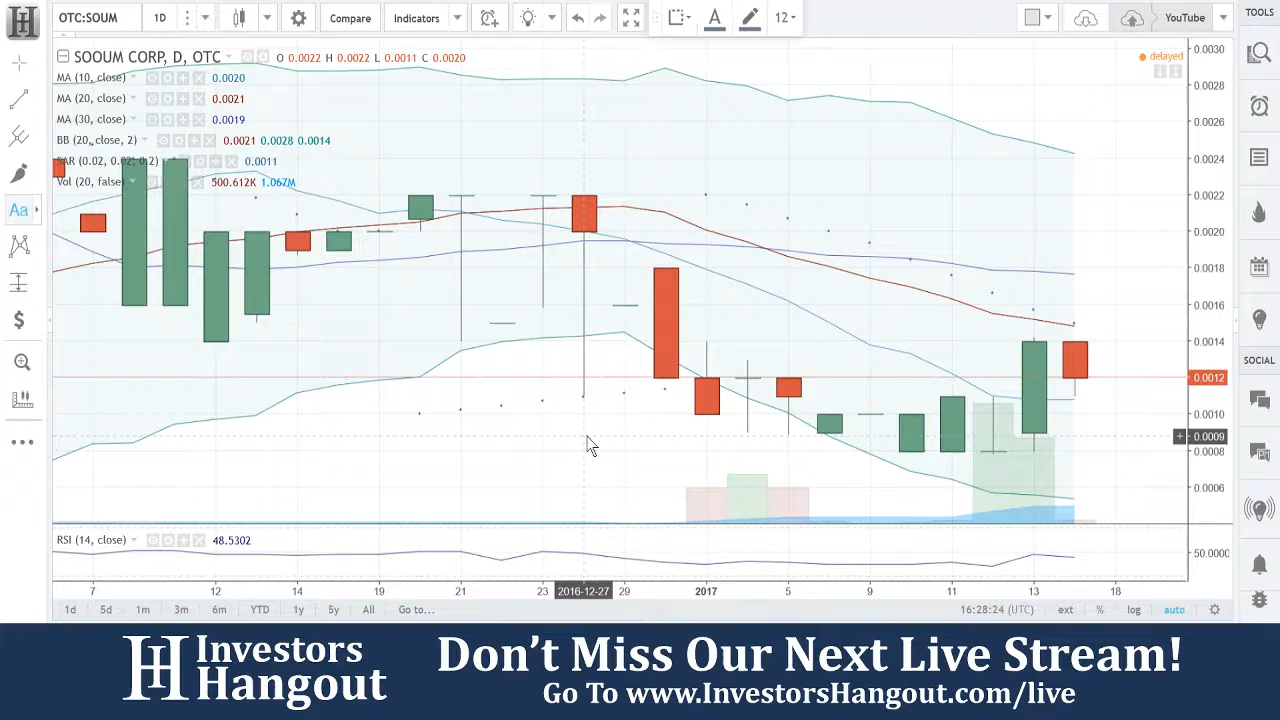 OTC:SOUM 1D Compare Indicators 12 YouTube TOOLS
SOOUM CORP, D, OTC O 0.0022 H 0.0022 L 0.0011 C 0.0020 delayed
MA (10, close) 0.0020
MA (20, close) 0.0021
MA (30, close) 0.0019
BB (20, close, 2) 0.0021 0.0028 0.0014
SAR (0.02, 0.02, 0.2) 0.0011
Vol (20, false) 500.612K 1.067M
Aa
0.0030
0.0028
0.0026
0.0024
0.0022
0.0020
0.0018
0.0016
0.0014
0.0012
0.0010
0.0009
0.0008
0.0006
SOCIAL
RSI (14, close) 48.5302
50.0000
7 12 14 19 21 23 2016-12-27 29 2017 5 9 11 13 18
1d 5d 1m 3m 6m YTD 1y 5y All Go to... 16:28:24 (UTC) ext % log auto
H Investors Hangout
Don't Miss Our Next Live Stream!
Go To www.InvestorsHangout.com/live